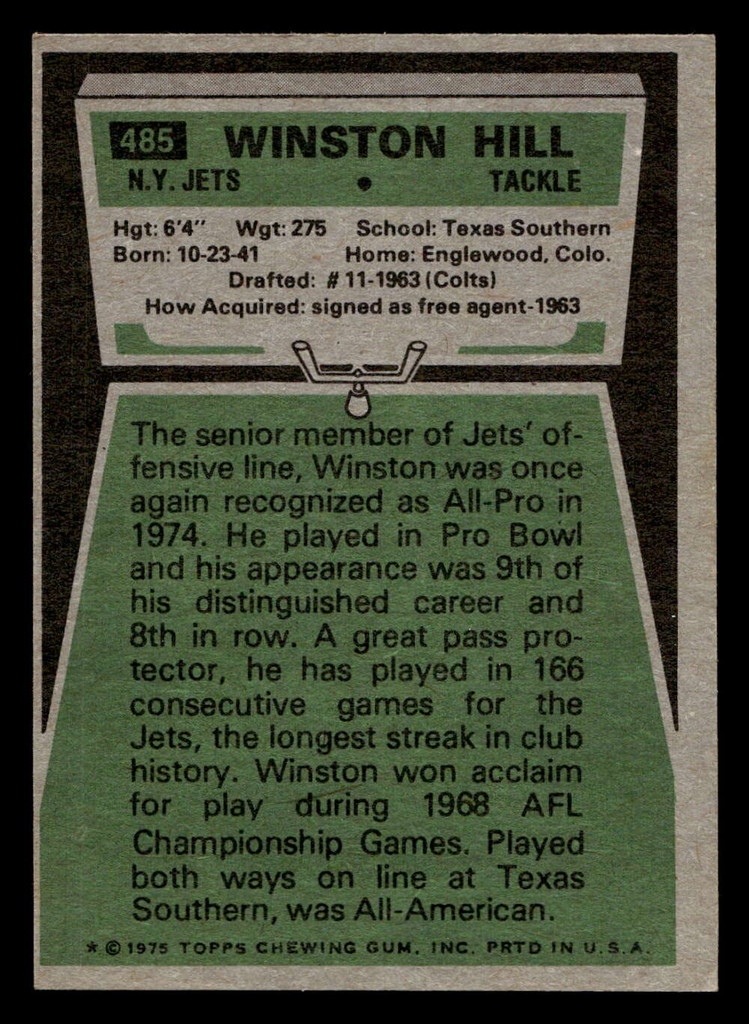 485 WINSTON HILL
N.Y. JETS • TACKLE
Hgt: 6'4" Wgt: 275 School: Texas Southern
Born: 10-23-41 Home: Englewood, Colo.
Drafted: #11-1963 (Colts)
How Acquired: signed as free agent-1963
The senior member of Jets' of-
fensive line, Winston was once
again recognized as All-Pro in
1974. He played in Pro Bowl
and his appearance was 9th of
his distinguished career and
8th in row. A great pass pro-
tector, he has played in 166
consecutive games for the
Jets, the longest streak in club
history. Winston won acclaim
for play during 1968 AFL
Championship Games. Played
both ways on line at Texas
Southern, was All-American.
* © 1975 TOPPS CHEWING GUM, INC. PRTD IN U.S.A.